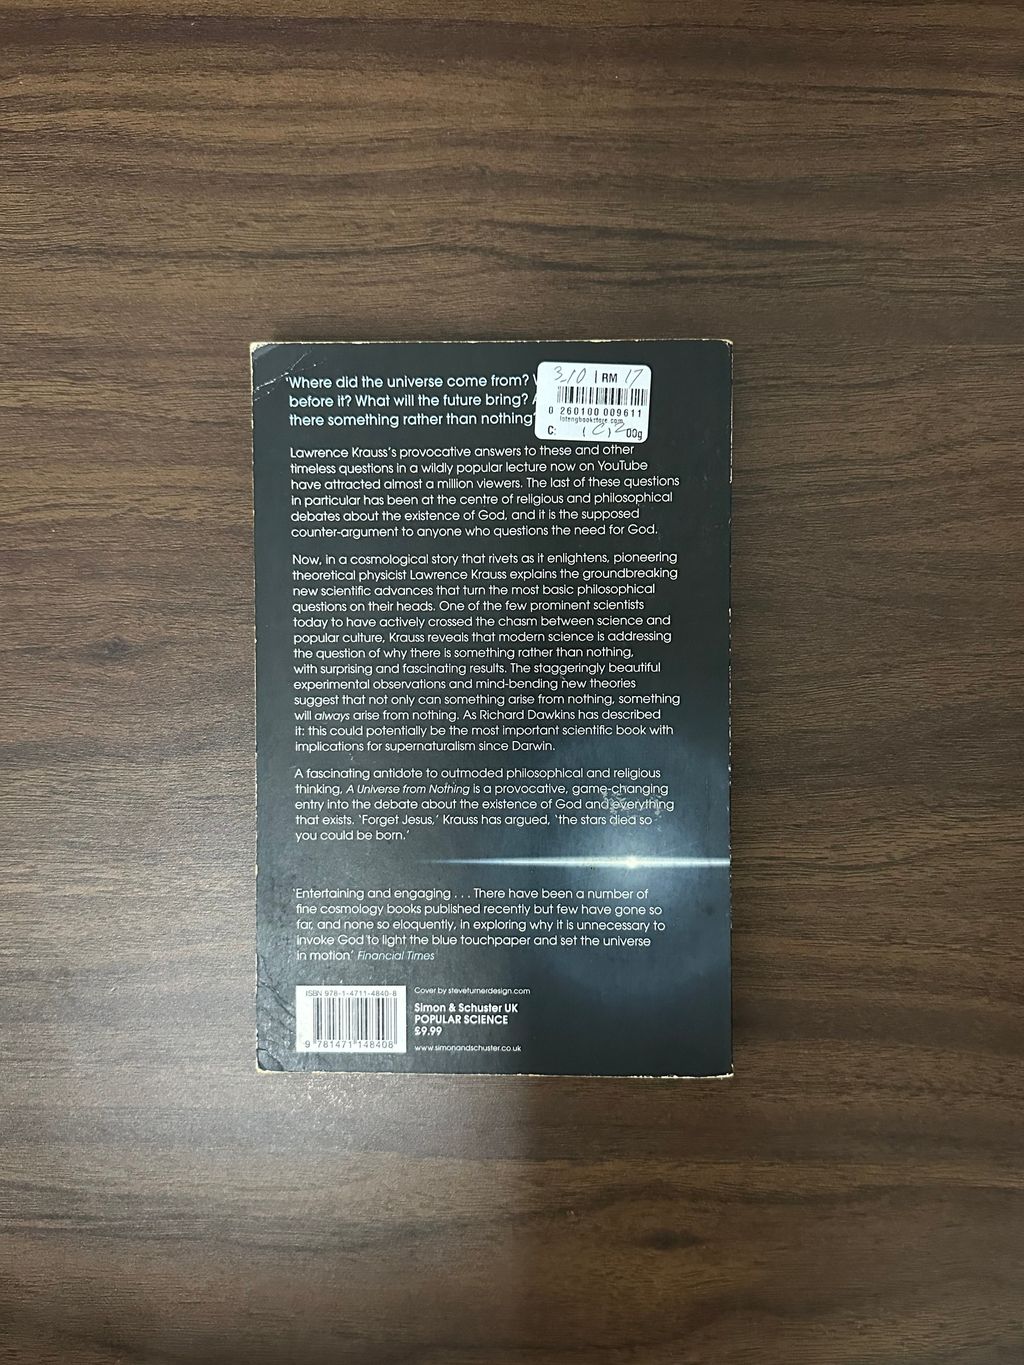 'Where did the universe come from?
before it? What will the future bring?
there something rather than nothing
3.10 | RM 17
0 260100 009611
lotengbookstore.com
C: 00g
Lawrence Krauss's provocative answers to these and other
timeless questions in a wildly popular lecture now on YouTube
have attracted almost a million viewers. The last of these questions
in particular has been at the centre of religious and philosophical
debates about the existence of God, and it is the supposed
counter-argument to anyone who questions the need for God.
Now, in a cosmological story that rivets as it enlightens, pioneering
theoretical physicist Lawrence Krauss explains the groundbreaking
new scientific advances that turn the most basic philosophical
questions on their heads. One of the few prominent scientists
today to have actively crossed the chasm between science and
popular culture, Krauss reveals that modern science is addressing
the question of why there is something rather than nothing,
with surprising and fascinating results. The staggeringly beautiful
experimental observations and mind-bending new theories
suggest that not only can something arise from nothing, something
will always arise from nothing. As Richard Dawkins has described
it: this could potentially be the most important scientific book with
implications for supernaturalism since Darwin.
A fascinating antidote to outmoded philosophical and religious
thinking, A Universe from Nothing is a provocative, game-changing
entry into the debate about the existence of God and everything
that exists. 'Forget Jesus,' Krauss has argued, 'the stars died so
you could be born.'
'Entertaining and engaging . . . There have been a number of
fine cosmology books published recently but few have gone so
far, and none so eloquently, in exploring why it is unnecessary to
invoke God to light the blue touchpaper and set the universe
in motion' Financial Times
ISBN 978-1-4711-4840-8
9 781471 148408
Cover by steveturnerdesign.com
Simon & Schuster UK
POPULAR SCIENCE
£9.99
www.simonandschuster.co.uk